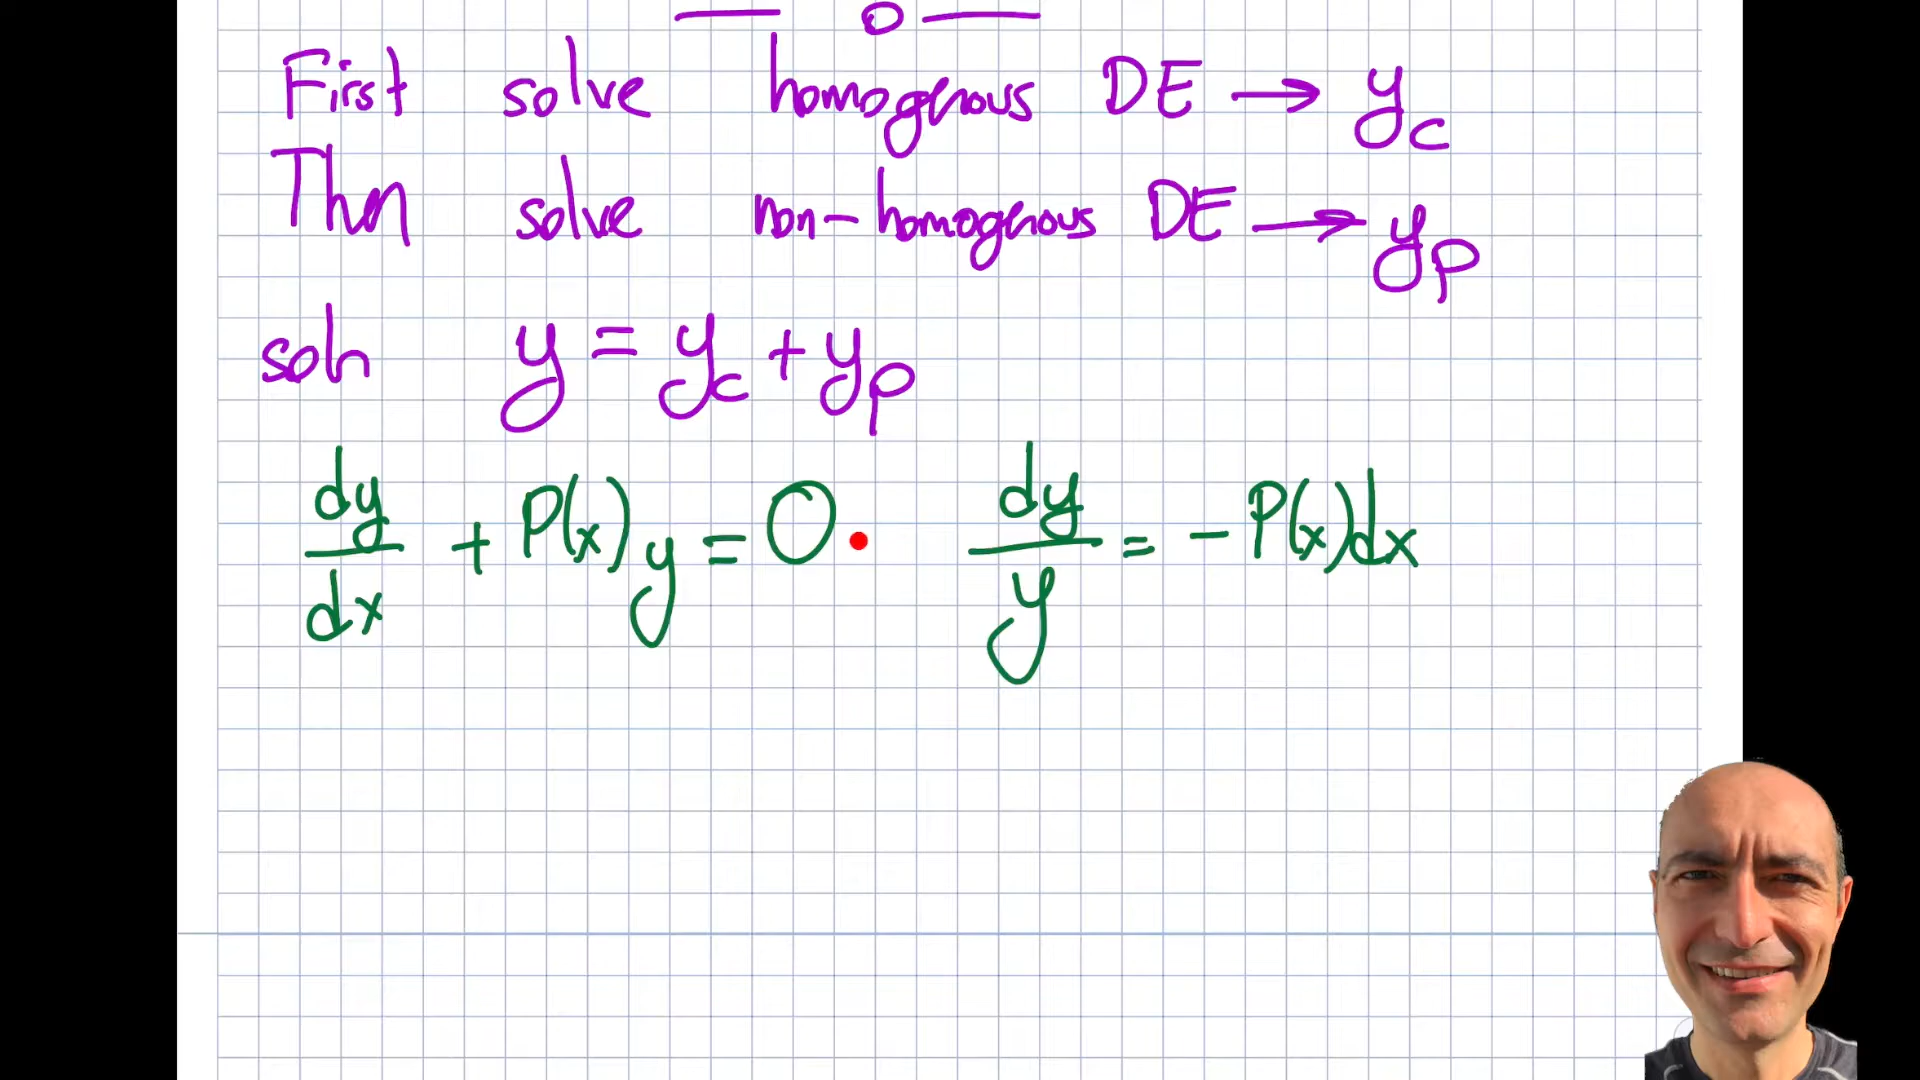 First solve homogenous DE → y_c
Then solve non-homogenous DE → y_p
soln y = y_c + y_p
dy/dx + P(x)y = 0 dy/y = -P(x)dx